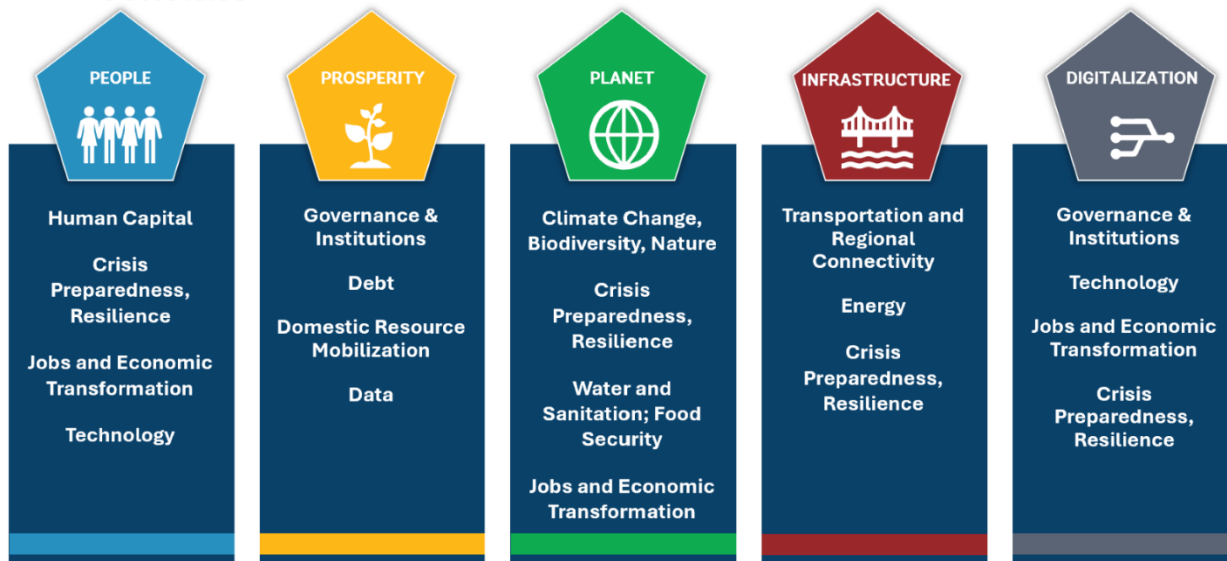 PEOPLE
Human Capital
Crisis
Preparedness,
Resilience
Jobs and Economic
Transformation
Technology
PROSPERITY
Governance &
Institutions
Debt
Domestic Resource
Mobilization
Data
PLANET
Climate Change,
Biodiversity, Nature
Crisis
Preparedness,
Resilience
Water and
Sanitation; Food
Security
Jobs and Economic
Transformation
INFRASTRUCTURE
Transportation and
Regional
Connectivity
Energy
Crisis
Preparedness,
Resilience
DIGITALIZATION
Governance &
Institutions
Technology
Jobs and Economic
Transformation
Crisis
Preparedness,
Resilience